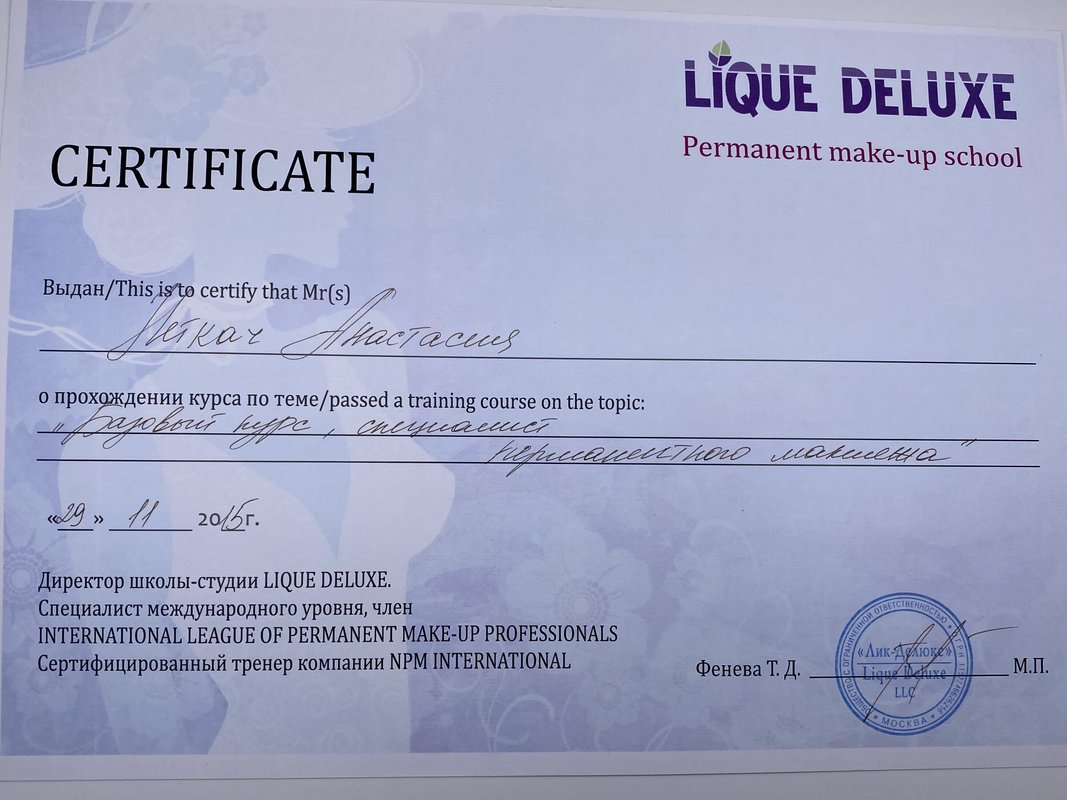 LIQUE DELUXE
Permanent make-up school
CERTIFICATE
Выдан/This is to certify that Mr(s)
Анастасия
о прохождении курса по теме/passed a training course on the topic:
„Базовый курс, специалист
перманентного макияжа"
«29» 11 2015г.
Директор школы-студии LIQUE DELUXE.
Специалист международного уровня, член
INTERNATIONAL LEAGUE OF PERMANENT MAKE-UP PROFESSIONALS
Сертифицированный тренер компании NPM INTERNATIONAL
Фенева Т. Д.
М.П.
ОБЩЕСТВО С ОГРАНИЧЕННОЙ ОТВЕТСТВЕННОСТЬЮ
«Лик-Делюкс»
Lique Deluxe
LLC
МОСКВА